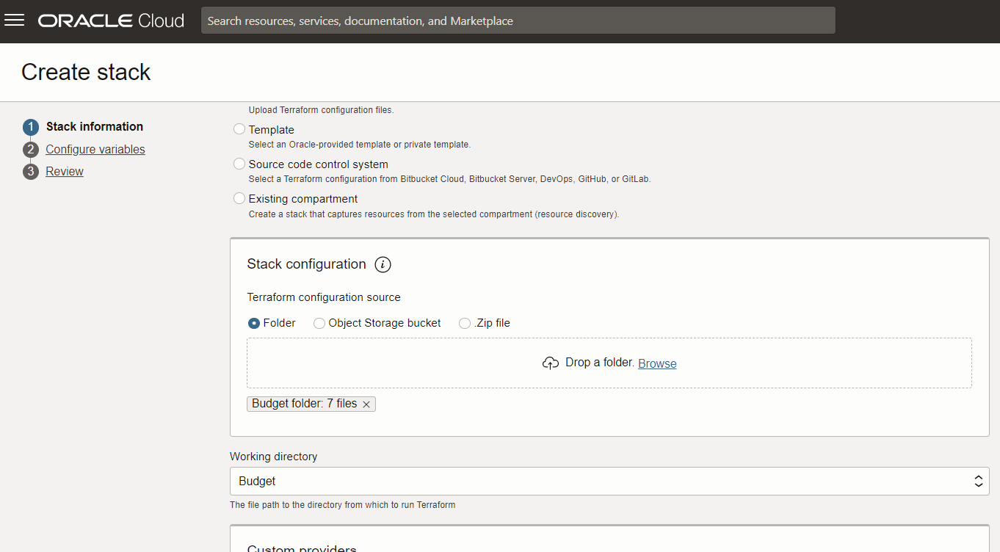 ORACLE Cloud
Search resources, services, documentation, and Marketplace
Create stack
1 Stack information
2 Configure variables
3 Review
Upload Terraform configuration files.
Template
Select an Oracle-provided template or private template.
Source code control system
Select a Terraform configuration from Bitbucket Cloud, Bitbucket Server, DevOps, GitHub, or GitLab.
Existing compartment
Create a stack that captures resources from the selected compartment (resource discovery).
Stack configuration i
Terraform configuration source
Folder Object Storage bucket .Zip file
Drop a folder. Browse
Budget folder: 7 files ×
Working directory
Budget
The file path to the directory from which to run Terraform
Custom providers